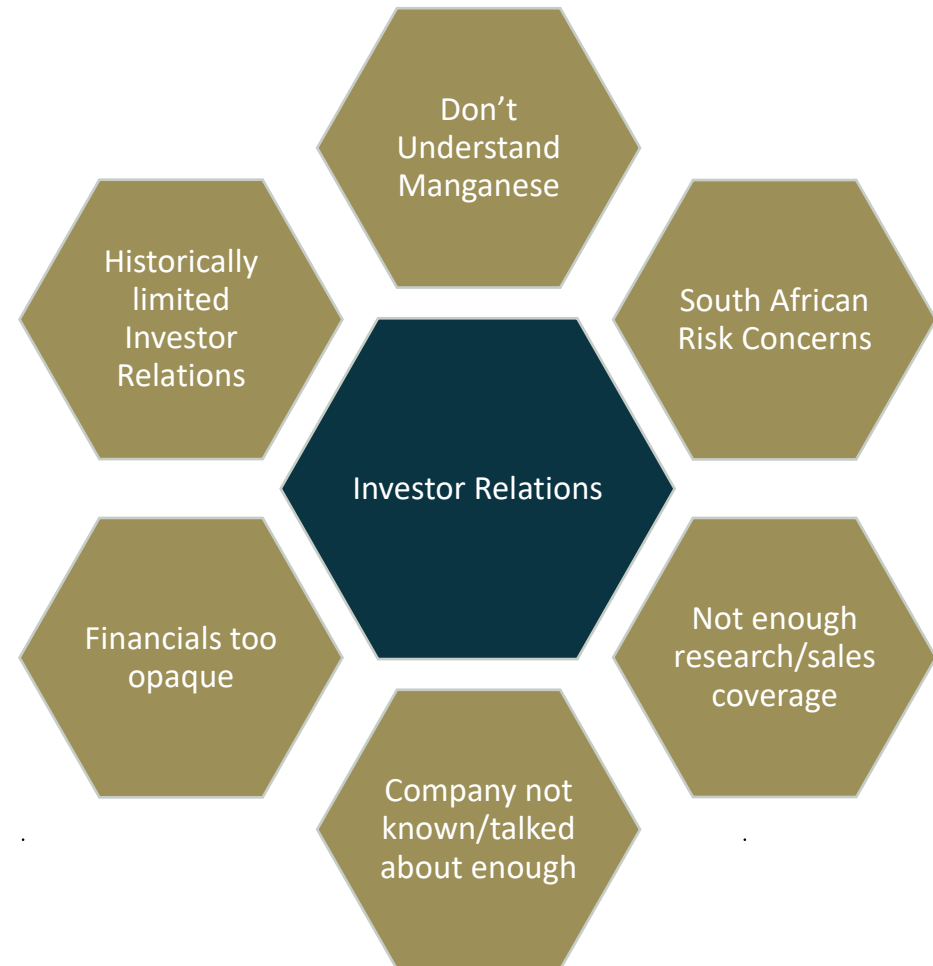 Don’t
Understand
Manganese
Historically
limited
Investor
Relations
South African
Risk Concerns
Investor Relations
Financials too
opaque
Not enough
research/sales
coverage
Company not
known/talked
about enough
.
.